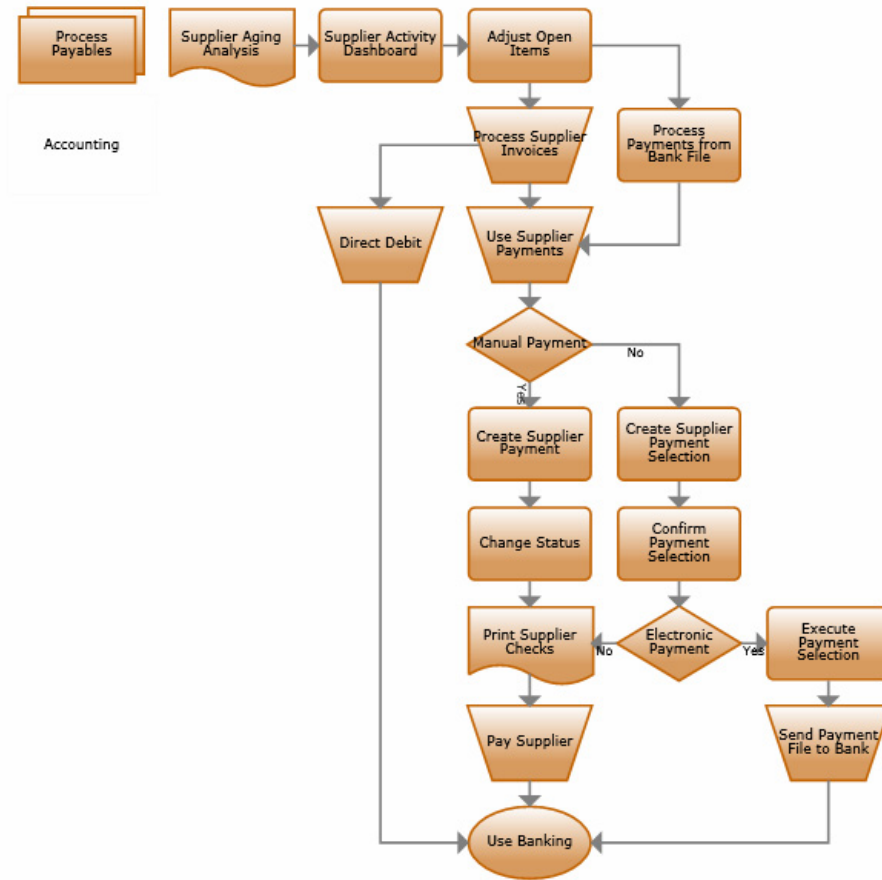 Process
Payables
Supplier Aging
Analysis
Supplier Activity
Dashboard
Adjust Open
Items
Accounting
Process Supplier
Invoices
Process
Payments from
Bank File
Direct Debit
Use Supplier
Payments
Manual Payment
No
Yes
Create Supplier
Payment
Create Supplier
Payment
Selection
Change Status
Confirm
Payment
Selection
Print Supplier
Checks
No
Electronic
Payment
Yes
Execute
Payment
Selection
Pay Supplier
Send Payment
File to Bank
Use Banking